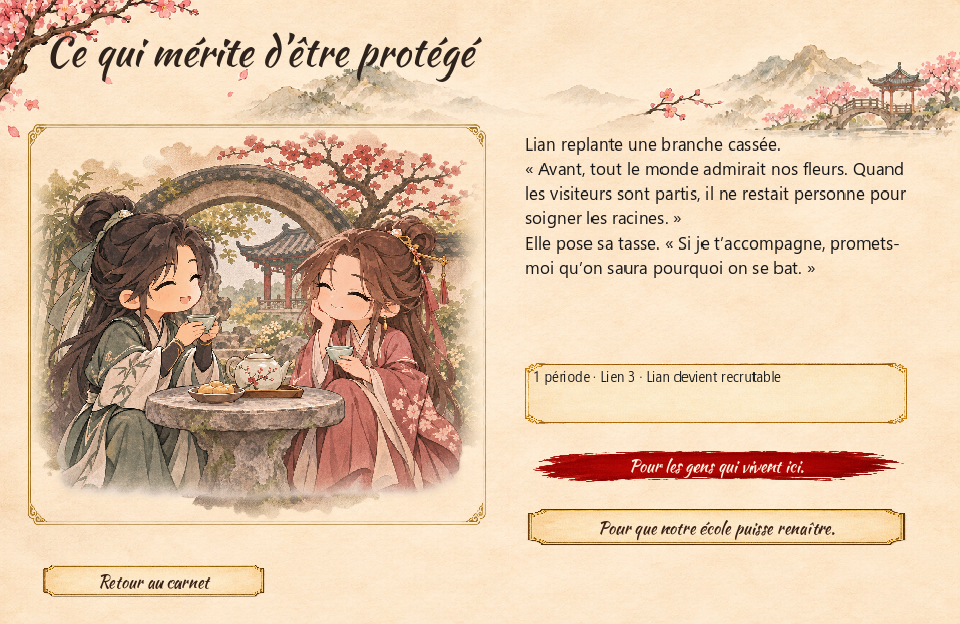 Ce qui mérite d'être protégé
Lian replante une branche cassée.
« Avant, tout le monde admirait nos fleurs. Quand
les visiteurs sont partis, il ne restait personne pour
soigner les racines. »
Elle pose sa tasse. « Si je t’accompagne, promets-
moi qu’on saura pourquoi on se bat. »
1 période · Lien 3 · Lian devient recrutable
Pour les gens qui vivent ici.
Pour que notre école puisse renaître.
Retour au carnet